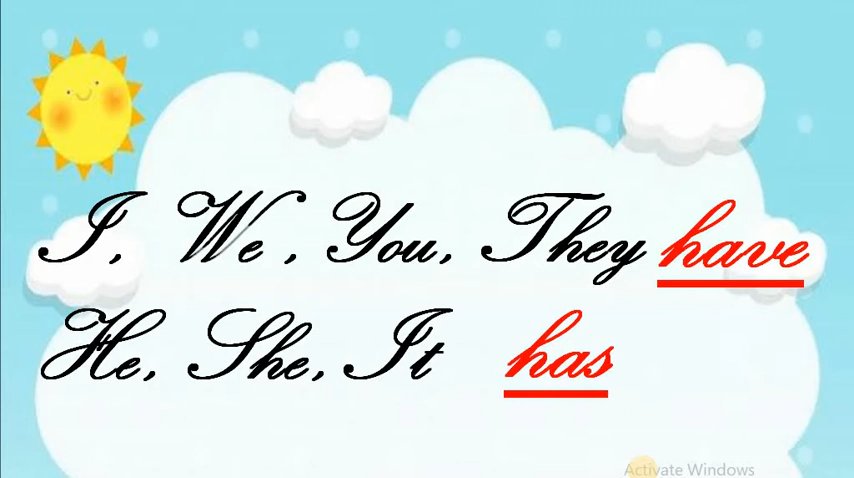 I, We, You, They have
He, She, It has
Activate Windows